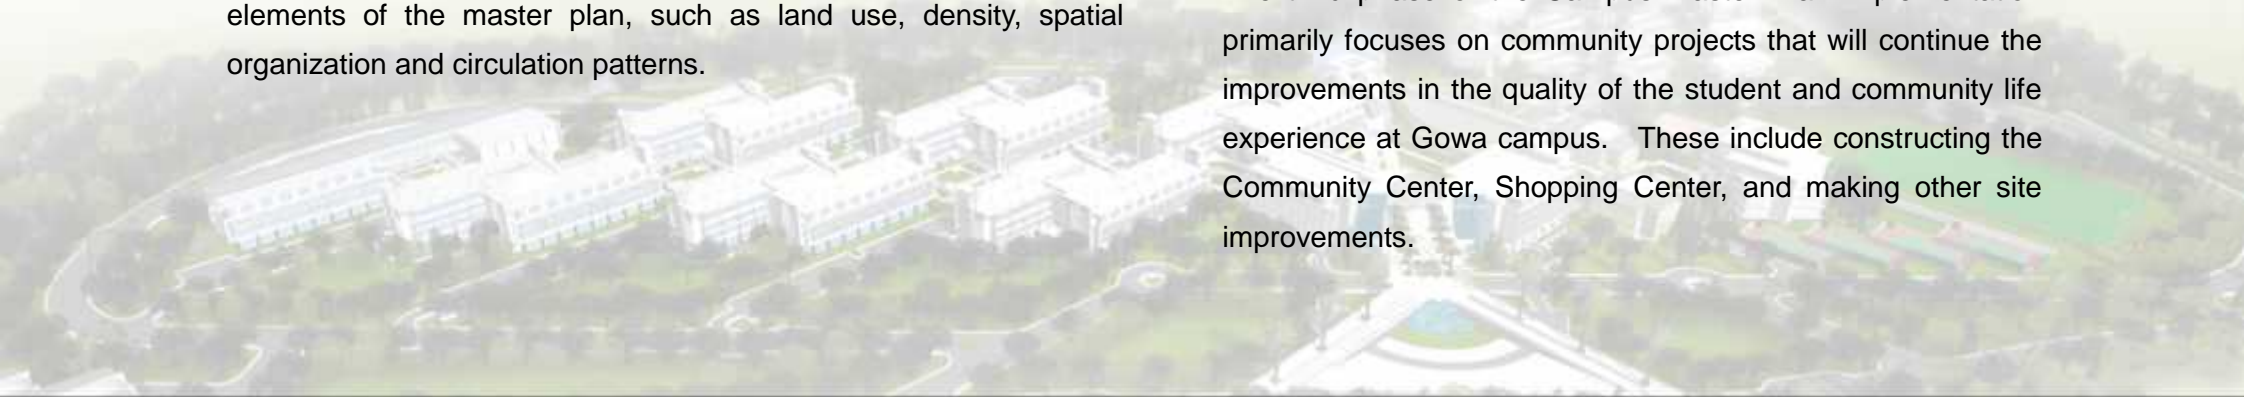 elements of the master plan, such as land use, density, spatial
organization and circulation patterns.
primarily focuses on community projects that will continue the
improvements in the quality of the student and community life
experience at Gowa campus. These include constructing the
Community Center, Shopping Center, and making other site
improvements.